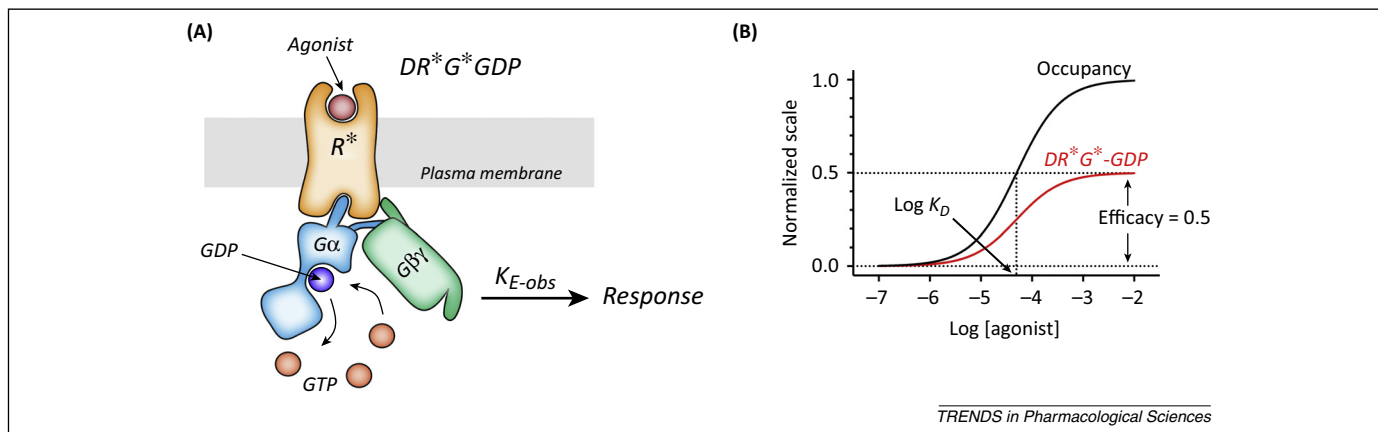 (A)
Agonist
DR*G*GDP
R*
Plasma membrane
Gα
GDP
Gβγ
K_E-obs
Response
GTP
(B)
Normalized scale
1.0
0.5
0.0
Occupancy
DR*G*-GDP
Log K_D
Efficacy = 0.5
–7 –6 –5 –4 –3 –2
Log [agonist]
TRENDS in Pharmacological Sciences